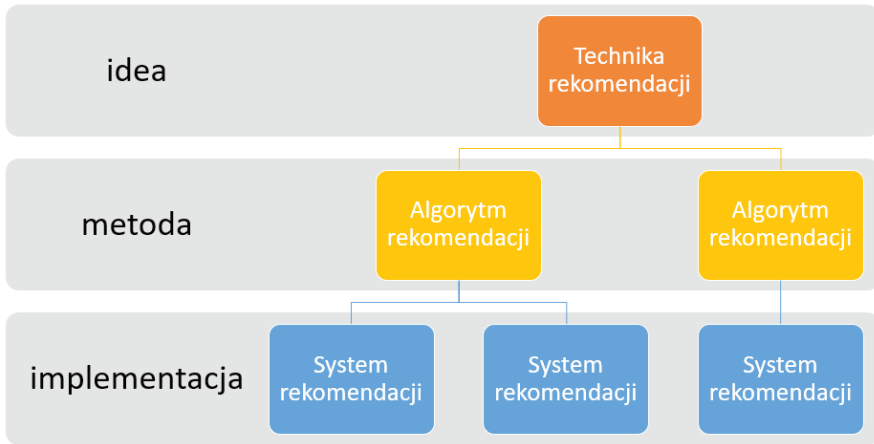 idea
Technika
rekomendacji
metoda
Algorytm
rekomendacji
Algorytm
rekomendacji
implementacja
System
rekomendacji
System
rekomendacji
System
rekomendacji